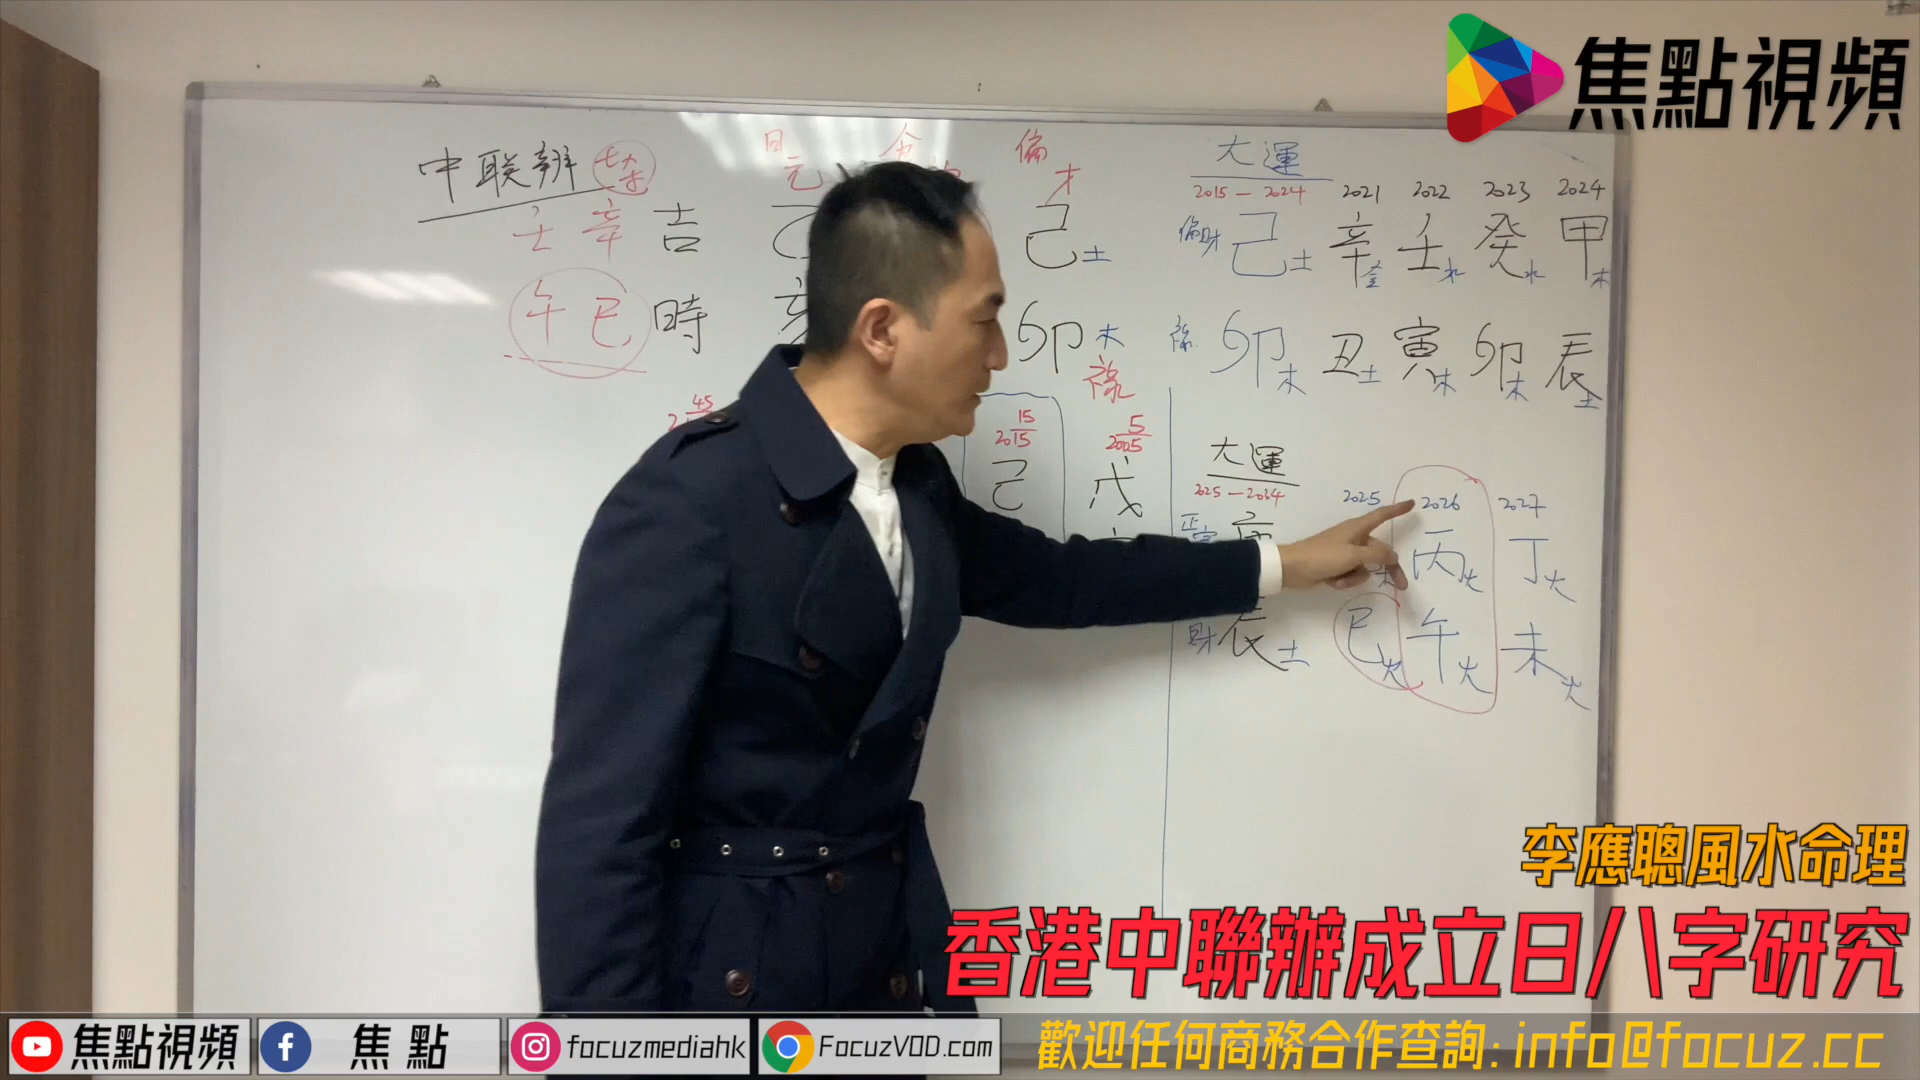 焦點視頻
中联辦
日元
偏才
大運
2015 — 2024 2021 2022 2023 2024
壬 辛 吉
己土
偏財 己土 辛金 壬水 癸水 甲木
午 巳 時
卯木
祿
卯木 丑土 寅木 卯木 辰土
45
15
2015
5
2005
己 戊
大運
2025 — 2034 2025 2026 2027
丙火 丁火
財 辰土 巳火 午火 未火
李應聰風水命理
香港中聯辦成立日八字研究
焦點視頻 焦點 focuzmediahk FocuzVOD.com
歡迎任何商務合作查詢: info@focuz.cc